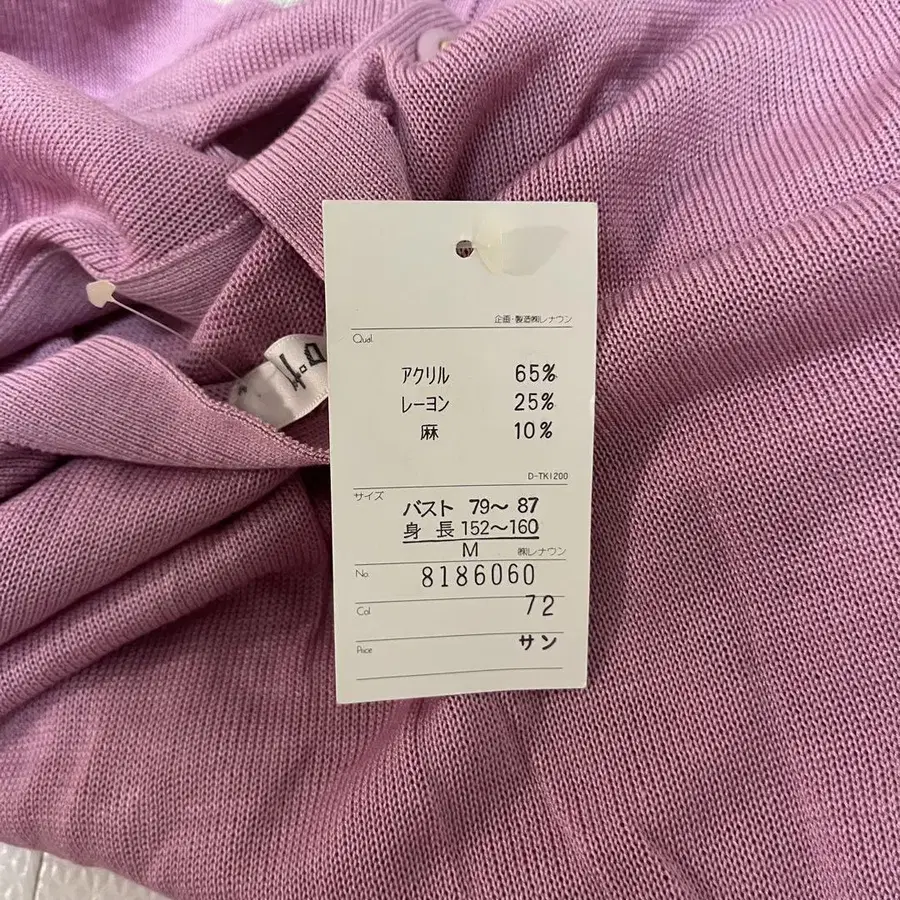 企画・製造㈱レナウン
Qual.
アクリル 65%
レーヨン 25%
麻 10%
D-TK1200
サイズ
バスト 79〜87
身長 152〜160
M
㈱レナウン
No. 8186060
Col 72
Price サン